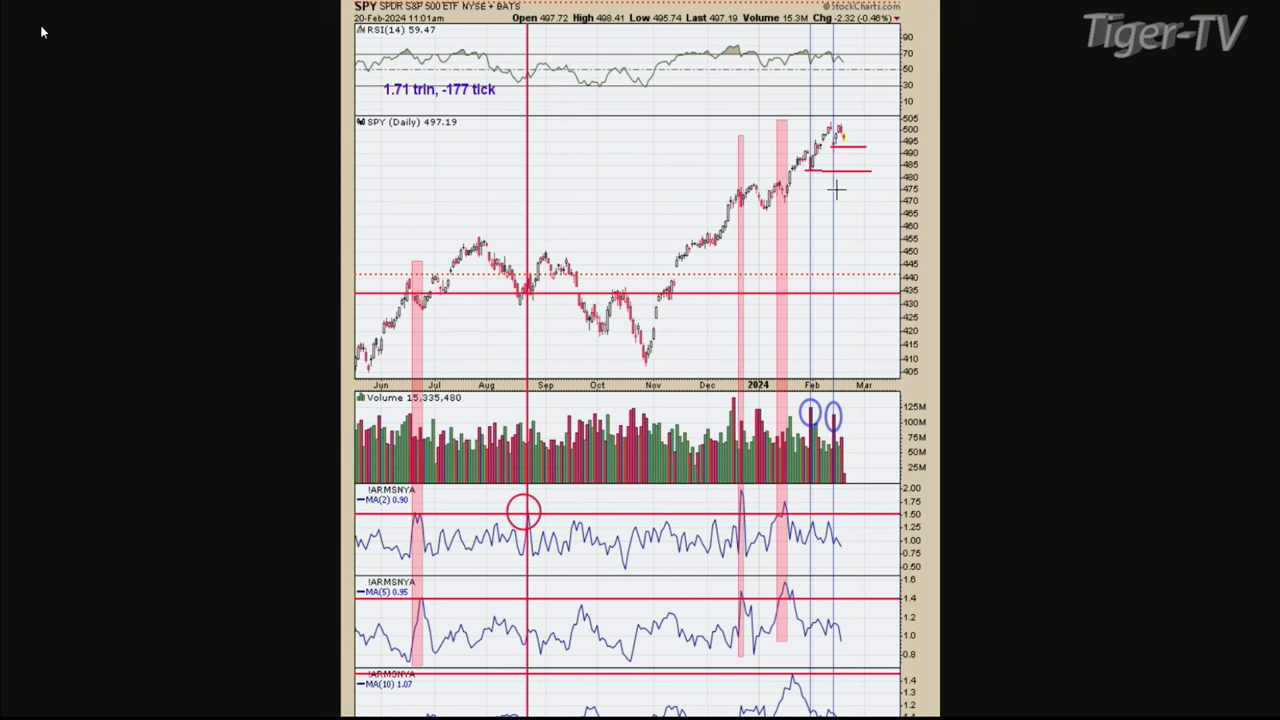 SPY SPDR S&P 500 ETF NYSE + BATS
© StockCharts.com
20-Feb-2024 11:01am
Open 497.72 High 498.41 Low 495.74 Last 497.19 Volume 15.3M Chg -2.32 (-0.46%)
Tiger-TV
RSI(14) 59.47
90
70
50
30
10
1.71 trin, -177 tick
SPY (Daily) 497.19
505
500
495
490
485
480
475
470
465
460
455
450
445
440
435
430
425
420
415
410
405
Jun Jul Aug Sep Oct Nov Dec 2024 Feb Mar
Volume 15,335,480
125M
100M
75M
50M
25M
!ARMSNYA
MA(2) 0.90
2.00
1.75
1.50
1.25
1.00
0.75
0.50
!ARMSNYA
MA(5) 0.95
1.6
1.4
1.2
1.0
0.8
!ARMSNYA
MA(10) 1.07
1.4
1.3
1.2
1.1